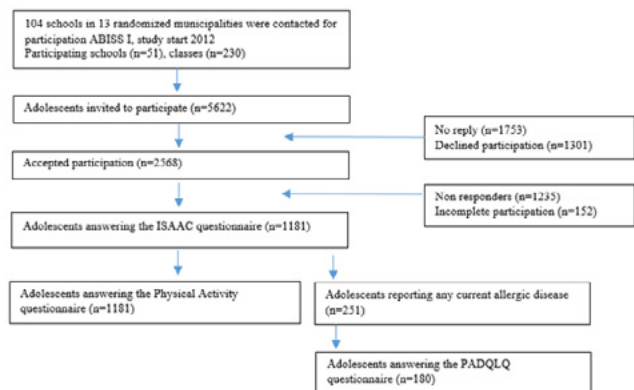 104 schools in 13 randomized municipalities were contacted for
participation ABISS I, study start 2012
Participating schools (n=51), classes (n=230)
Adolescents invited to participate (n=5622)
No reply (n=1753)
Declined participation (n=1301)
Accepted participation (n=2568)
Non responders (n=1235)
Incomplete participation (n=152)
Adolescents answering the ISAAC questionnaire (n=1181)
Adolescents answering the Physical Activity
questionnaire (n=1181)
Adolescents reporting any current allergic disease
(n=251)
Adolescents answering the PADQLQ
questionnaire (n=180)